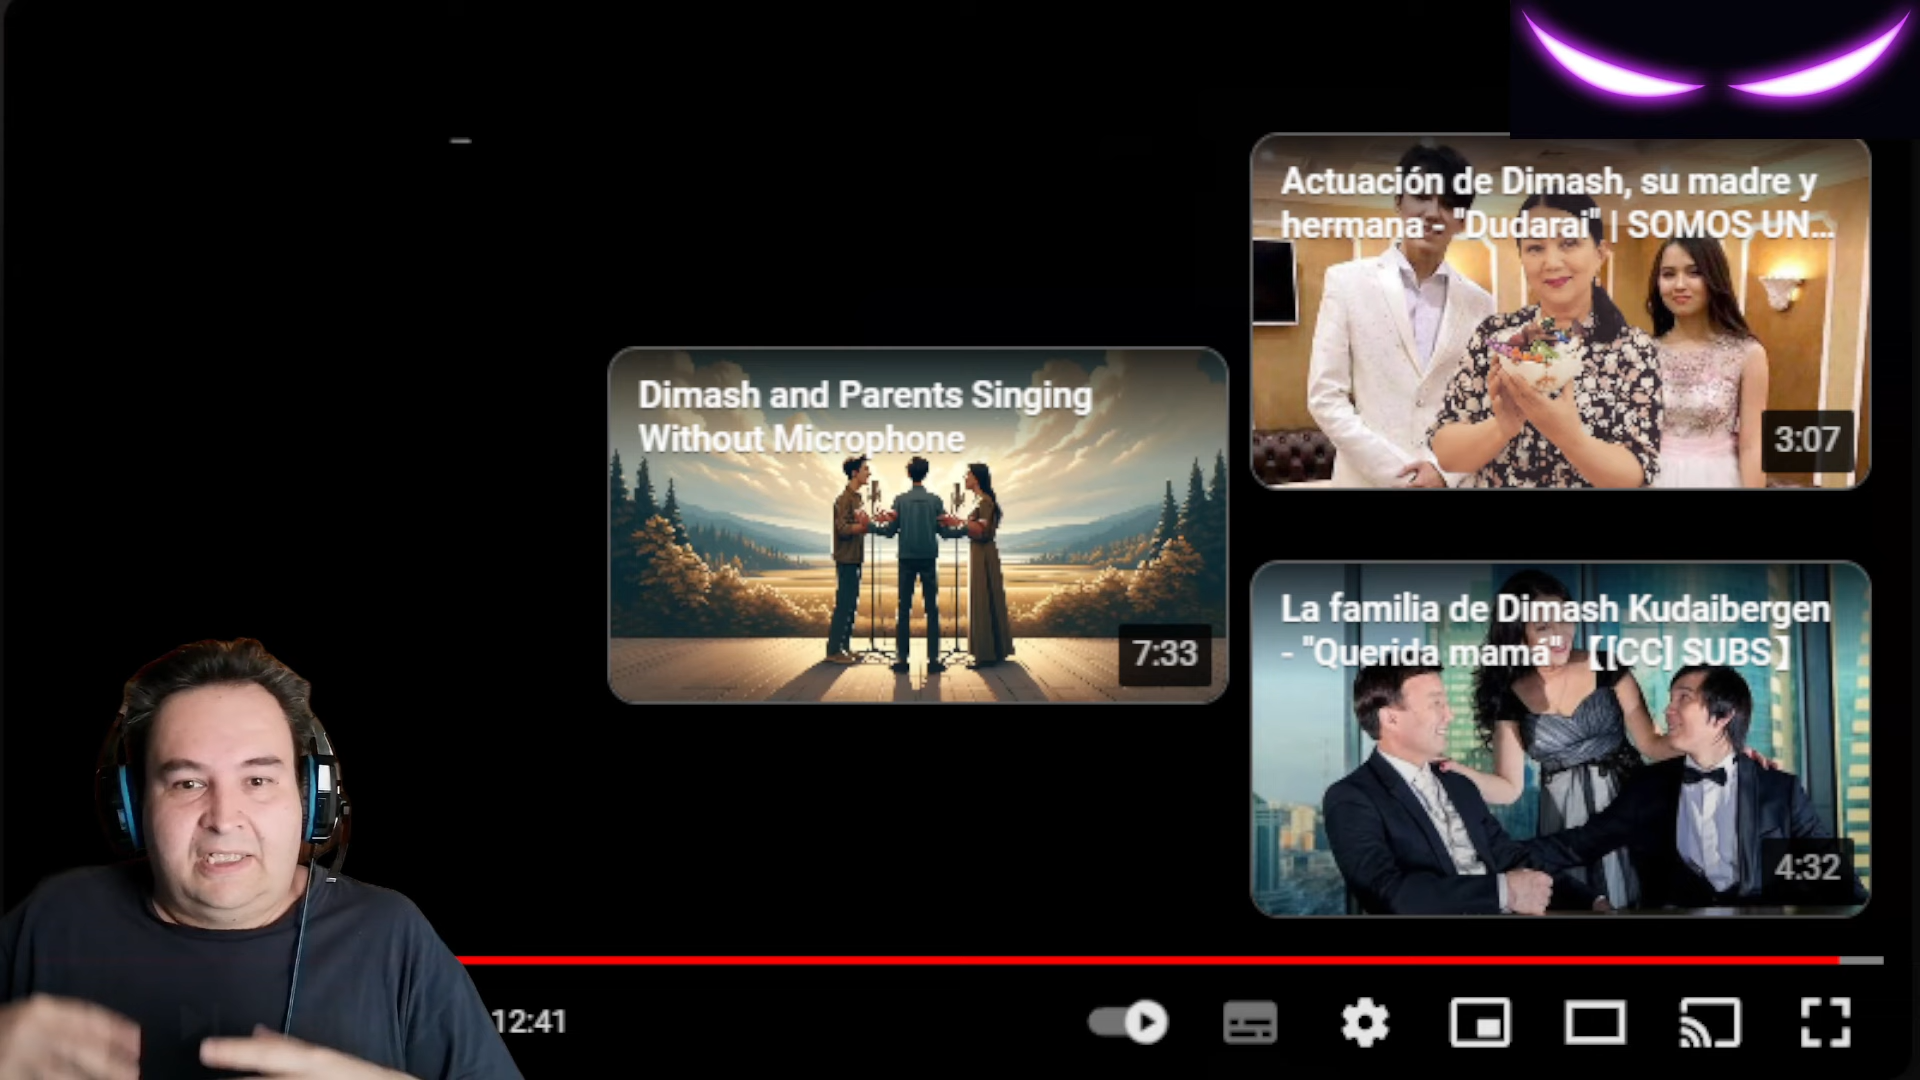 Actuación de Dimash, su madre y
hermana - "Dudarai" | SOMOS UN...
3:07
Dimash and Parents Singing
Without Microphone
7:33
La familia de Dimash Kudaibergen
- "Querida mamá" 【[CC] SUBS】
4:32
12:41